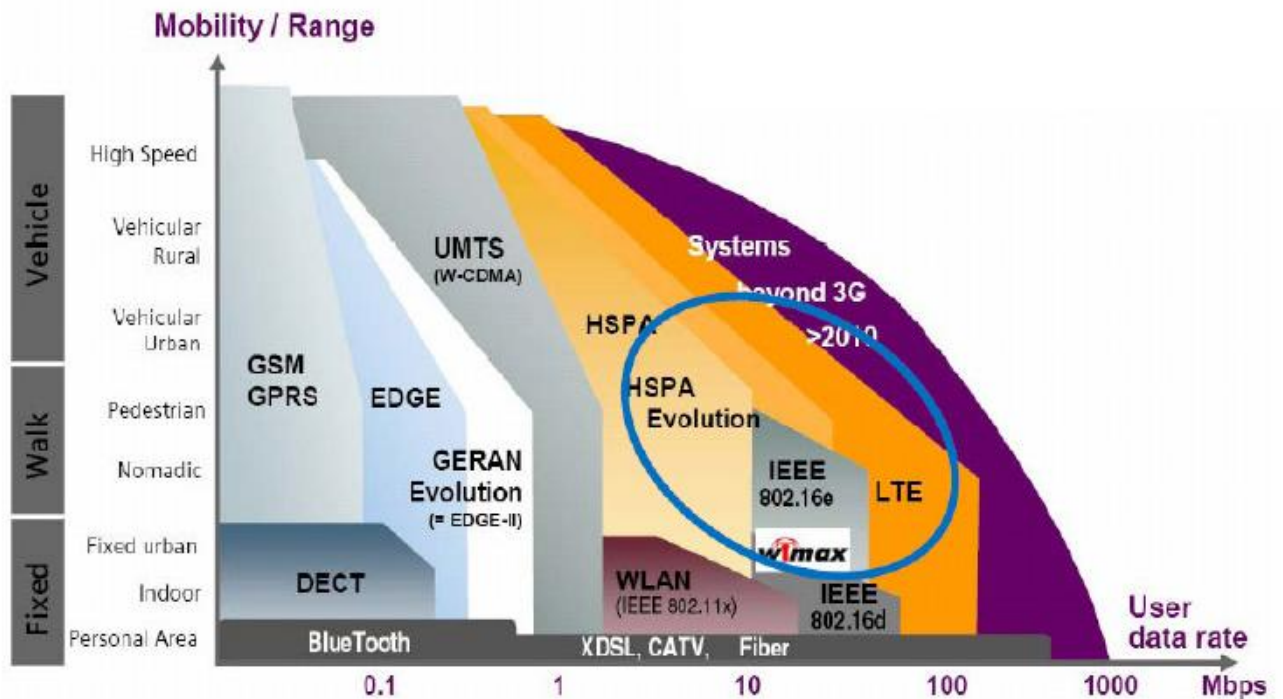 Mobility / Range
Vehicle
High Speed
Vehicular
Rural
Vehicular
Urban
Walk
Pedestrian
Nomadic
Fixed
Fixed urban
Indoor
Personal Area
GSM
GPRS
EDGE
GERAN
Evolution
(= EDGE-II)
UMTS
(W-CDMA)
HSPA
HSPA
Evolution
Systems
beyond 3G
>2010
IEEE
802.16e
wimax
LTE
DECT
WLAN
(IEEE 802.11x)
IEEE
802.16d
BlueTooth
XDSL, CATV, Fiber
User
data rate
0.1 1 10 100 1000 Mbps